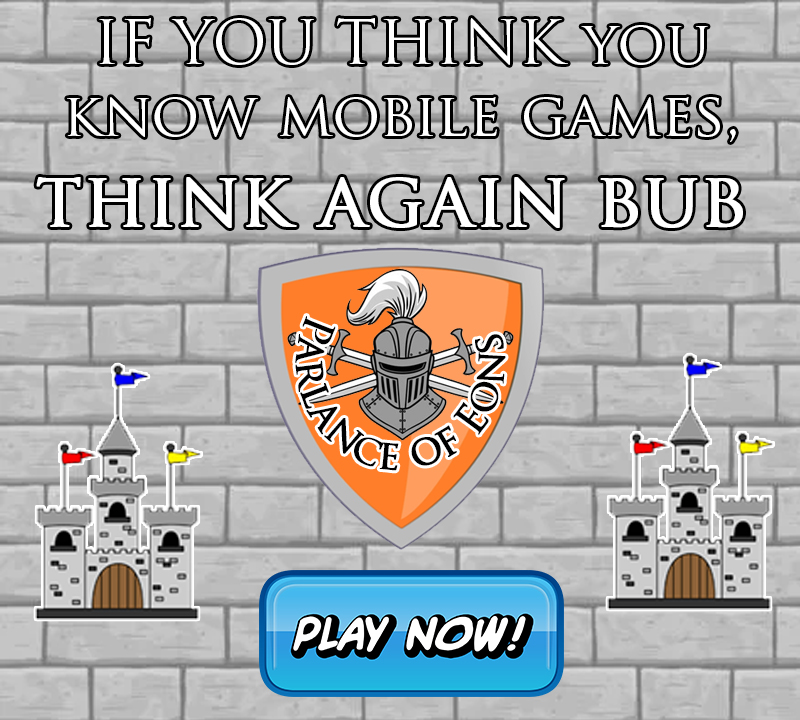 IF YOU THINK YOU
KNOW MOBILE GAMES,
THINK AGAIN BUB
PARLANCE OF EONS
PLAY NOW!